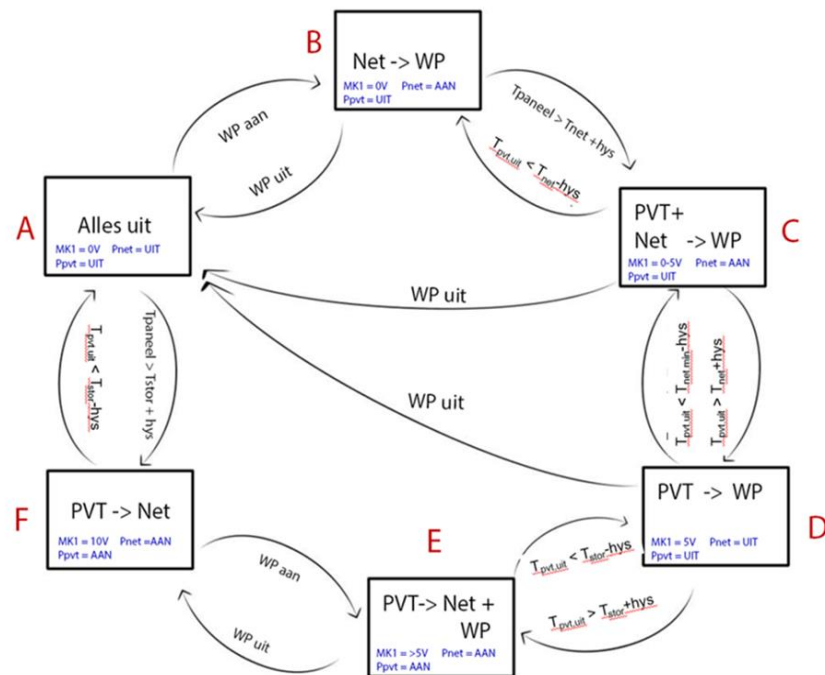 B
Net -> WP
MK1 = 0V Pnet = AAN
Ppvt = UIT
WP aan
WP uit
Tpaneel > Tnet +hys
Tpvt.uit < Tnet-hys
A
Alles uit
MK1 = 0V Pnet = UIT
Ppvt = UIT
PVT+
Net -> WP
MK1 = 0-5V Pnet = AAN
Ppvt = UIT
C
WP uit
WP uit
Tpvt.uit < Tstor-hys
Tpaneel > Tstor + hys
Tpvt.uit < Tnet.min-hys
Tpvt.uit > Tnet+hys
F
PVT -> Net
MK1 = 10V Pnet =AAN
Ppvt = AAN
PVT -> WP
MK1 = 5V Pnet = UIT
Ppvt = UIT
D
WP aan
WP uit
E
PVT-> Net +
WP
MK1 = >5V Pnet = AAN
Ppvt = AAN
Tpvt.uit < Tstor-hys
Tpvt.uit > Tstor+hys